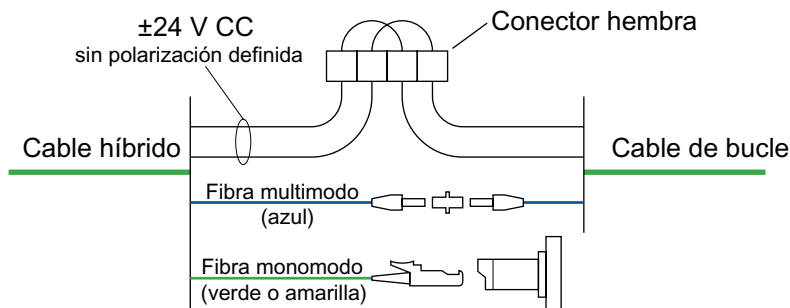 ±24 V CC
sin polarización definida
Conector hembra
Cable híbrido
Cable de bucle
Fibra multimodo
(azul)
Fibra monomodo
(verde o amarilla)